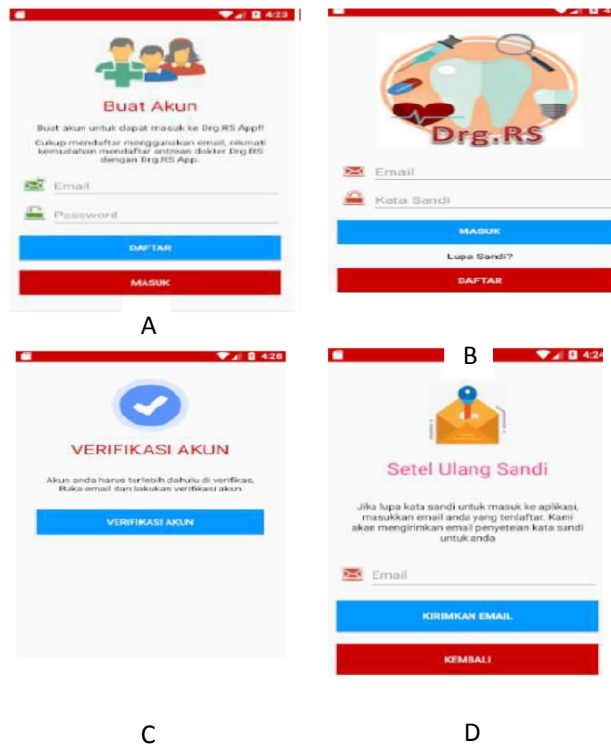 4:23
Buat Akun
Buat akun untuk dapat masuk ke Drg.RS App!!
Cukup mendaftar menggunakan email, nikmati
kemudahan mendaftar antrean dokter Drg.RS
dengan Drg.RS App.
Email
Password
DAFTAR
MASUK
A
Drg.RS
Email
Kata Sandi
MASUK
Lupa Sandi?
DAFTAR
B
4:28
VERIFIKASI AKUN
Akun anda harus terlebih dahulu di verifikas,
Buka email dan lakukan verifikasi akun
VERIFIKASI AKUN
C
4:24
Setel Ulang Sandi
Jika lupa kata sandi untuk masuk ke aplikasi,
masukkan email anda yang terdaftar. Kami
akan mengirimkan email penyetelan kata sandi
untuk anda
Email
KIRIMKAN EMAIL
KEMBALI
D